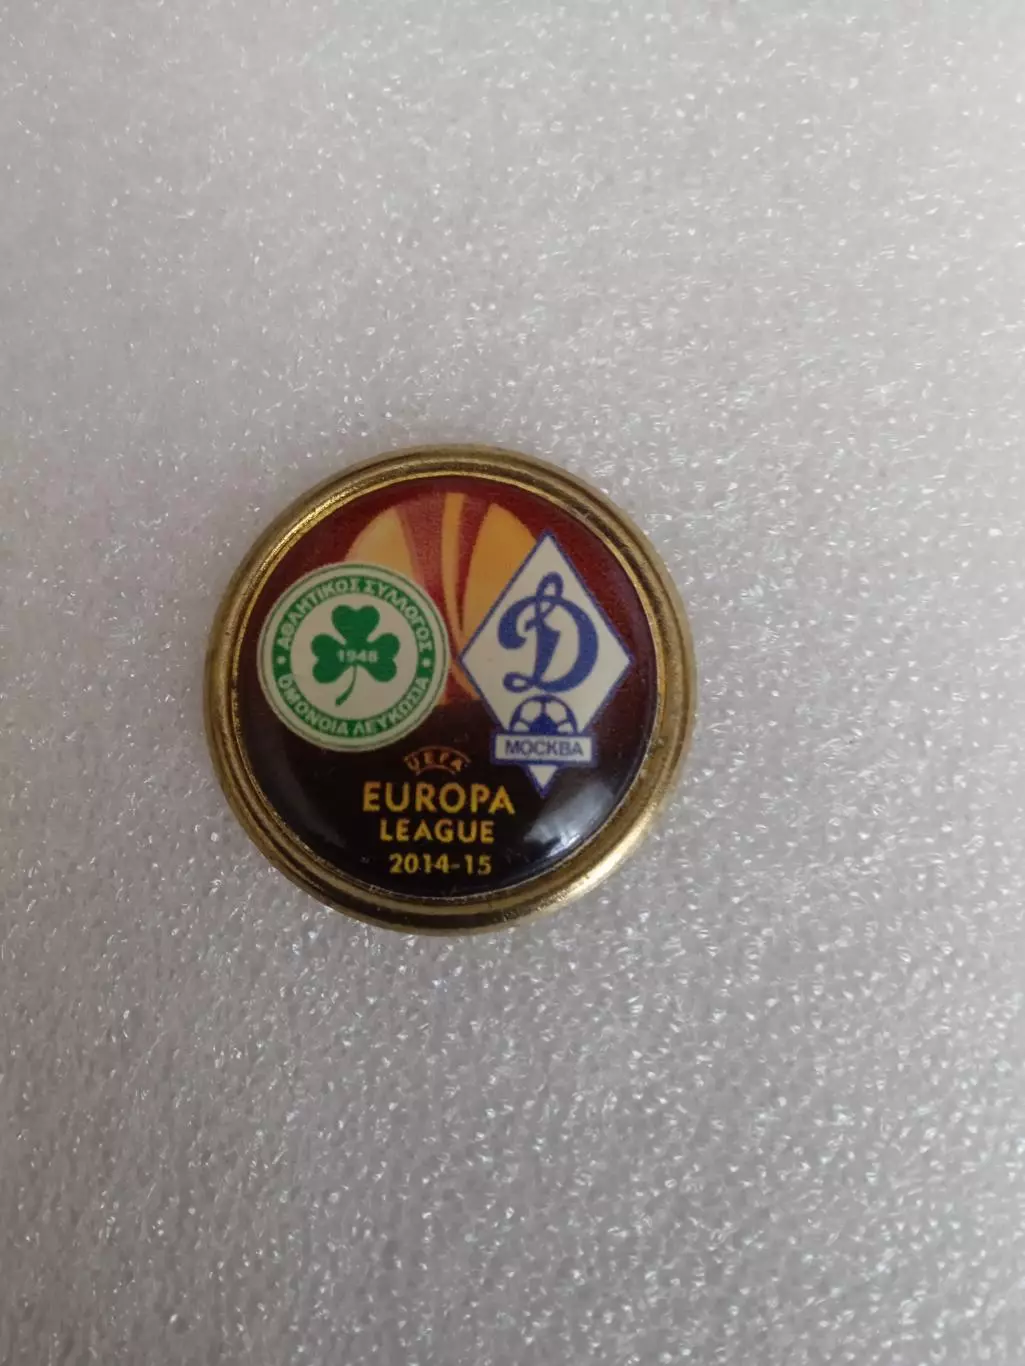 ΑΘΛΗΤΙΚΟΣ ΣΥΛΛΟΓΟΣ
1948
ΟΜΟΝΟΙΑ ΛΕΥΚΩΣΙΑ
Д
МОСКВА
UEFA
EUROPA
LEAGUE
2014-15